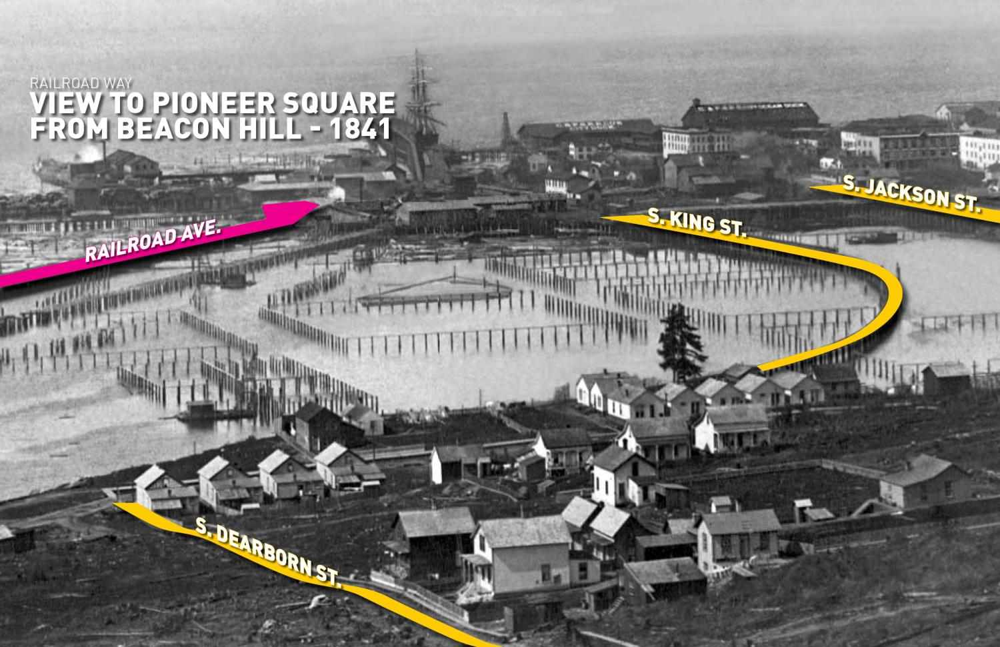 RAILROAD WAY
VIEW TO PIONEER SQUARE
FROM BEACON HILL - 1841
S. JACKSON ST.
S. KING ST.
RAILROAD AVE.
S. DEARBORN ST.